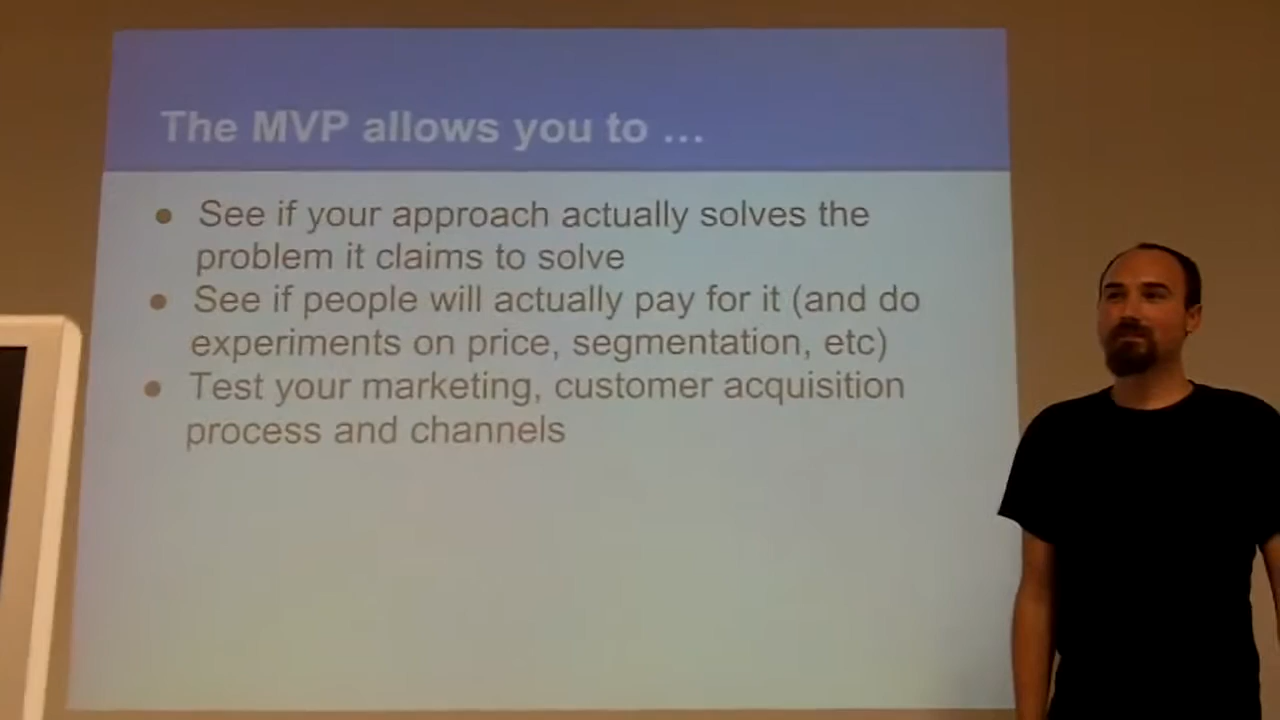 The MVP allows you to ...
● See if your approach actually solves the
problem it claims to solve
● See if people will actually pay for it (and do
experiments on price, segmentation, etc)
● Test your marketing, customer acquisition
process and channels